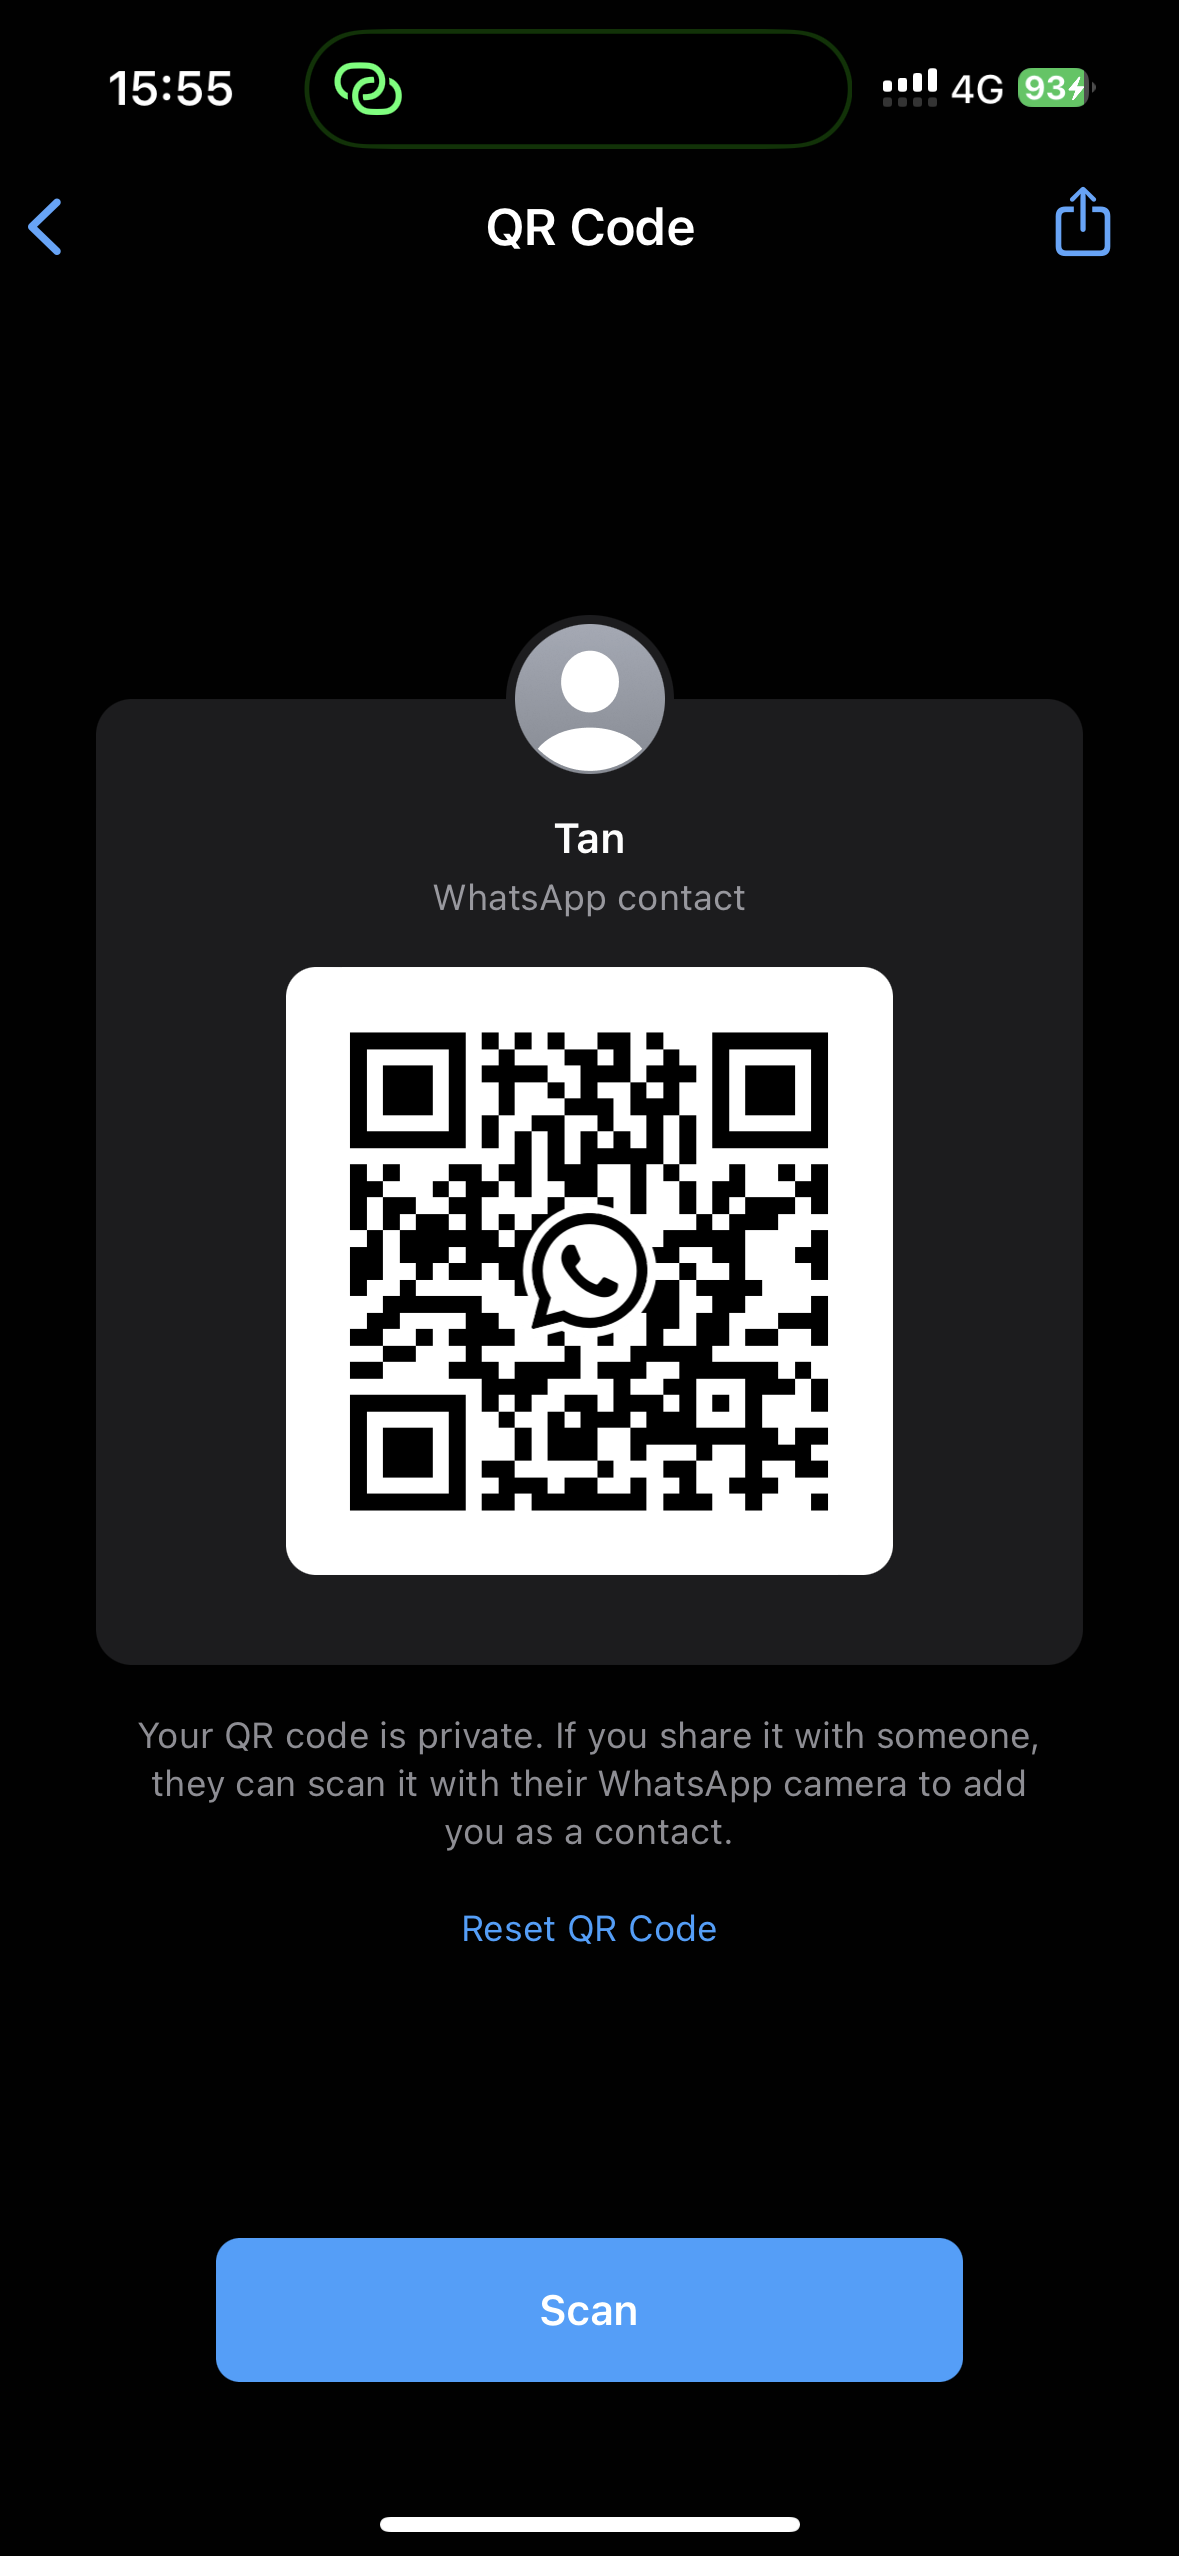 15:55
4G
93
QR Code
Tan
WhatsApp contact
Your QR code is private. If you share it with someone,
they can scan it with their WhatsApp camera to add
you as a contact.
Reset QR Code
Scan